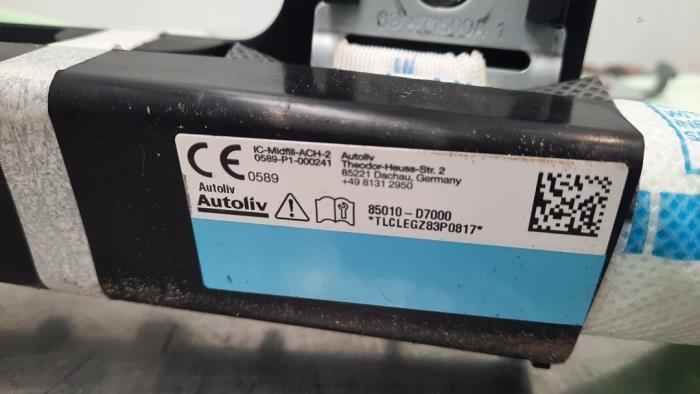 IC-Midfill-ACH-2
0589-P1-000241
CE 0589
Autoliv
Theodor-Heuss-Str. 2
85221 Dachau, Germany
+49 8131 2950
Autoliv
Autoliv
85010-D7000
*TLCLEGZ83P0817*